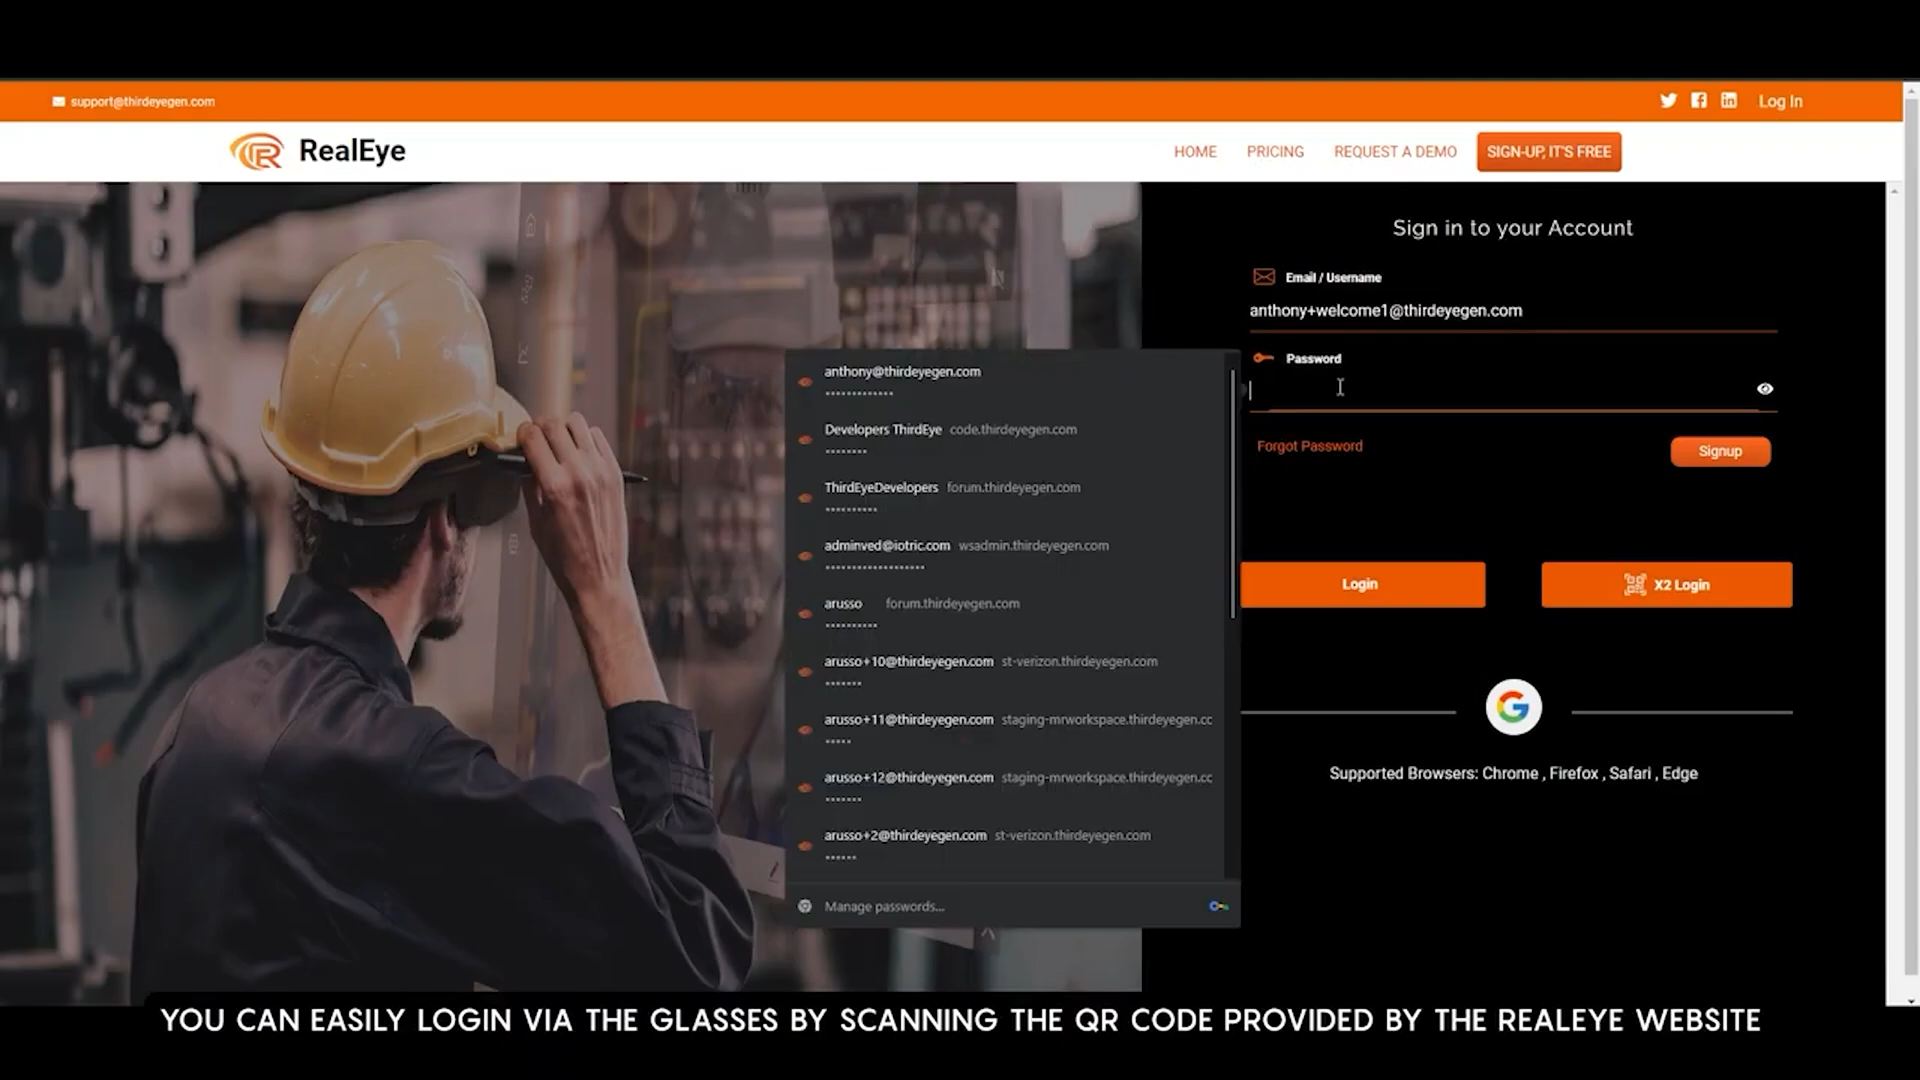 support@thirdeyegen.com
Log In
RealEye
HOME
PRICING
REQUEST A DEMO
SIGN-UP, IT'S FREE
Sign in to your Account
Email / Username
anthony+welcome1@thirdeyegen.com
Password
Forgot Password
Signup
Login
X2 Login
Supported Browsers: Chrome , Firefox , Safari , Edge
anthony@thirdeyegen.com
Developers ThirdEye code.thirdeyegen.com
ThirdEyeDevelopers forum.thirdeyegen.com
adminved@iotric.com wsadmin.thirdeyegen.com
arusso forum.thirdeyegen.com
arusso+10@thirdeyegen.com st-verizon.thirdeyegen.com
arusso+11@thirdeyegen.com staging-mrworkspace.thirdeyegen.cc
arusso+12@thirdeyegen.com staging-mrworkspace.thirdeyegen.cc
arusso+2@thirdeyegen.com st-verizon.thirdeyegen.com
Manage passwords...
YOU CAN EASILY LOGIN VIA THE GLASSES BY SCANNING THE QR CODE PROVIDED BY THE REALEYE WEBSITE